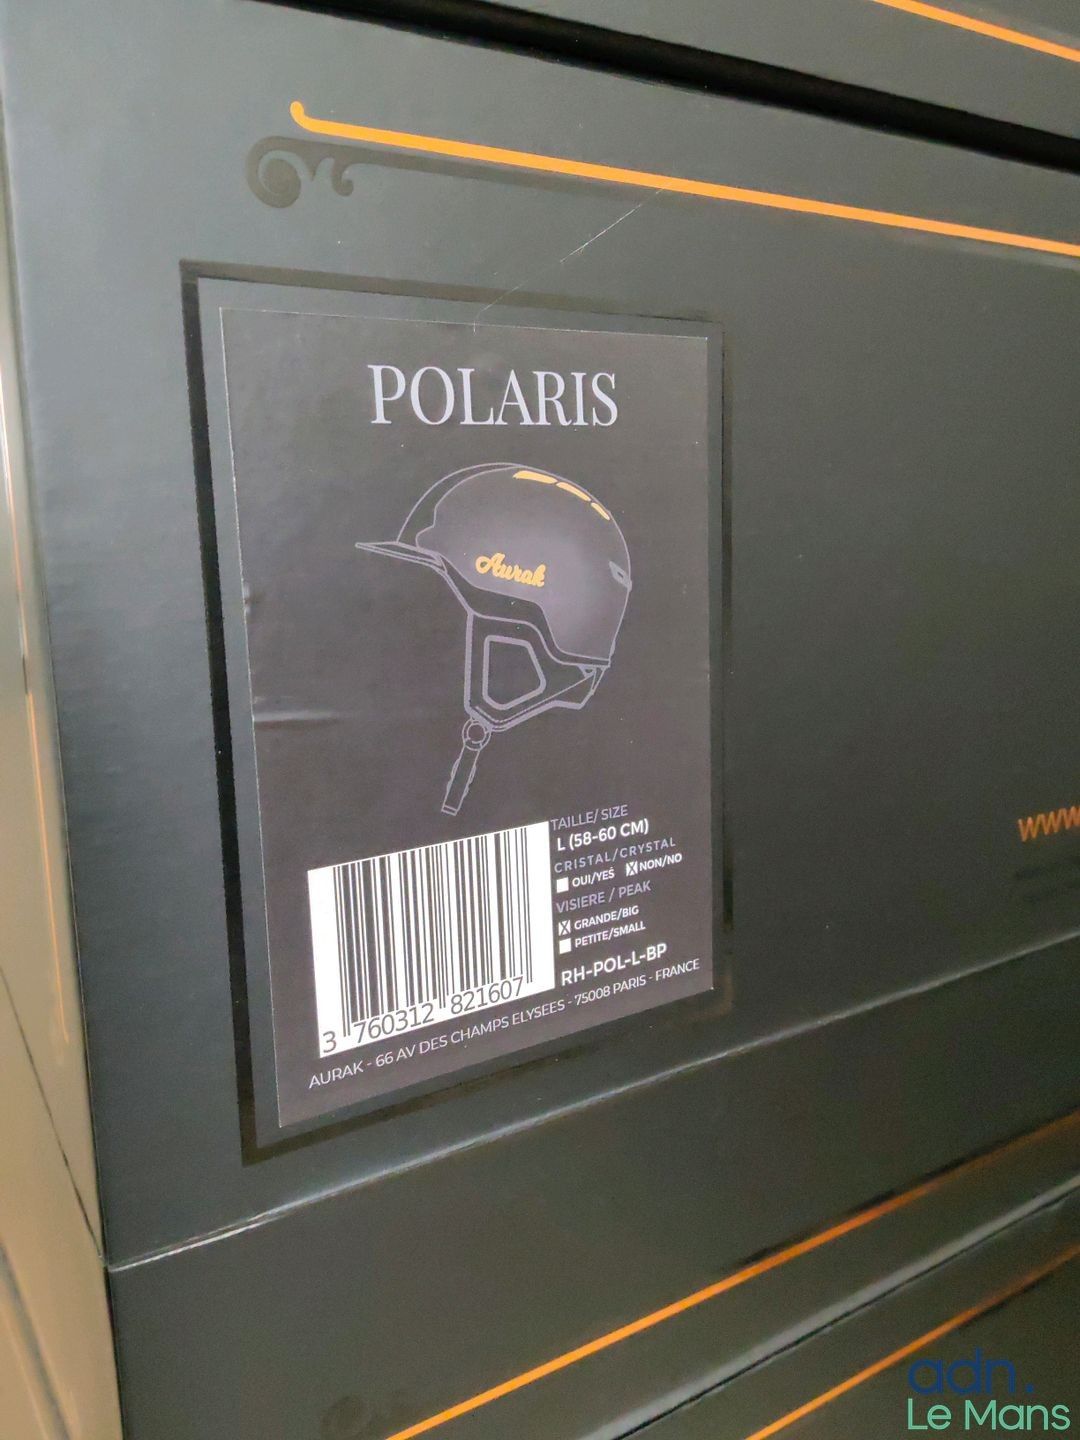 POLARIS
Aurak
TAILLE/ SIZE
L (58-60 CM)
CRISTAL/CRYSTAL
OUI/YES NON/NO
VISIERE / PEAK
GRANDE/BIG
PETITE/SMALL
RH-POL-L-BP
3 760312 821607
AURAK - 66 AV DES CHAMPS ELYSEES - 75008 PARIS - FRANCE
www.
adn.
Le Mans